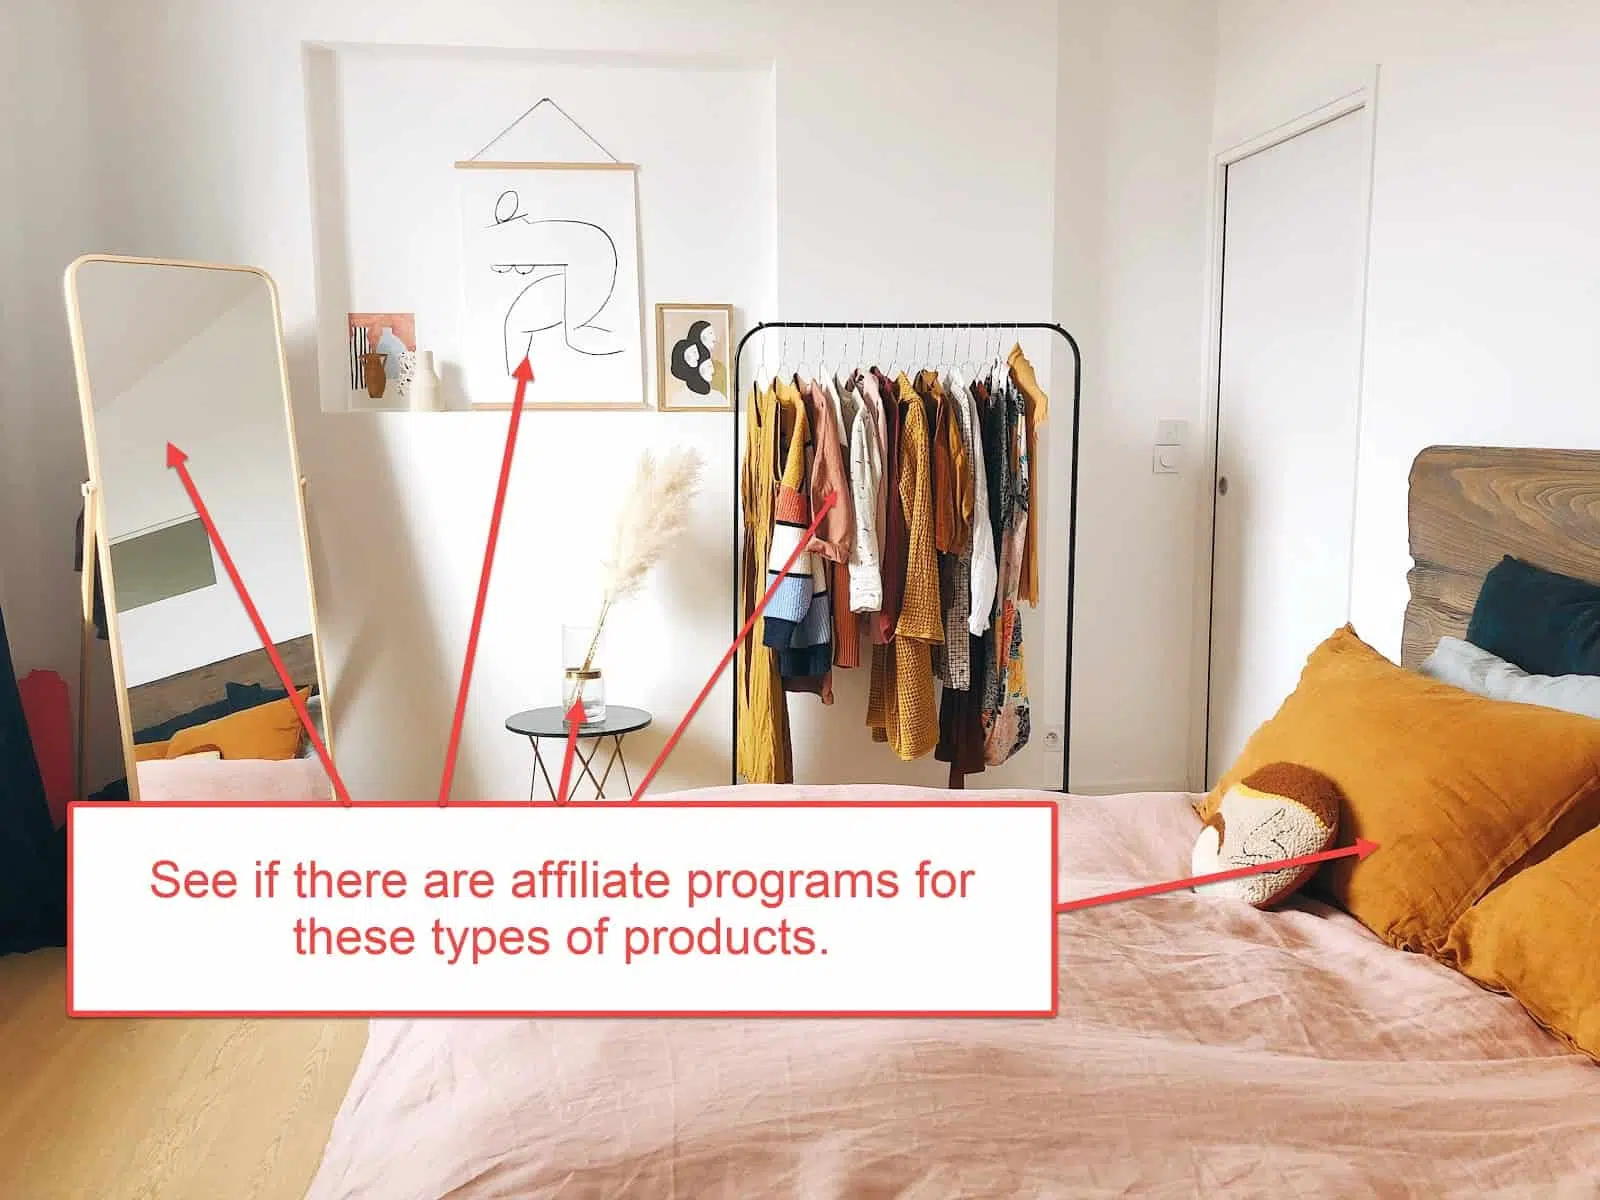 See if there are affiliate programs for
these types of products.